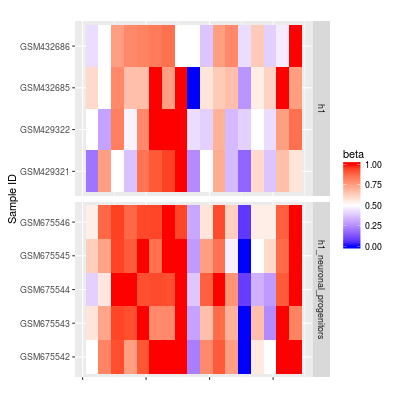 Sample ID
GSM432686
GSM432685
GSM429322
GSM429321
h1
GSM675546
GSM675545
GSM675544
GSM675543
GSM675542
h1_neuronal_progenitors
beta
1.00
0.75
0.50
0.25
0.00